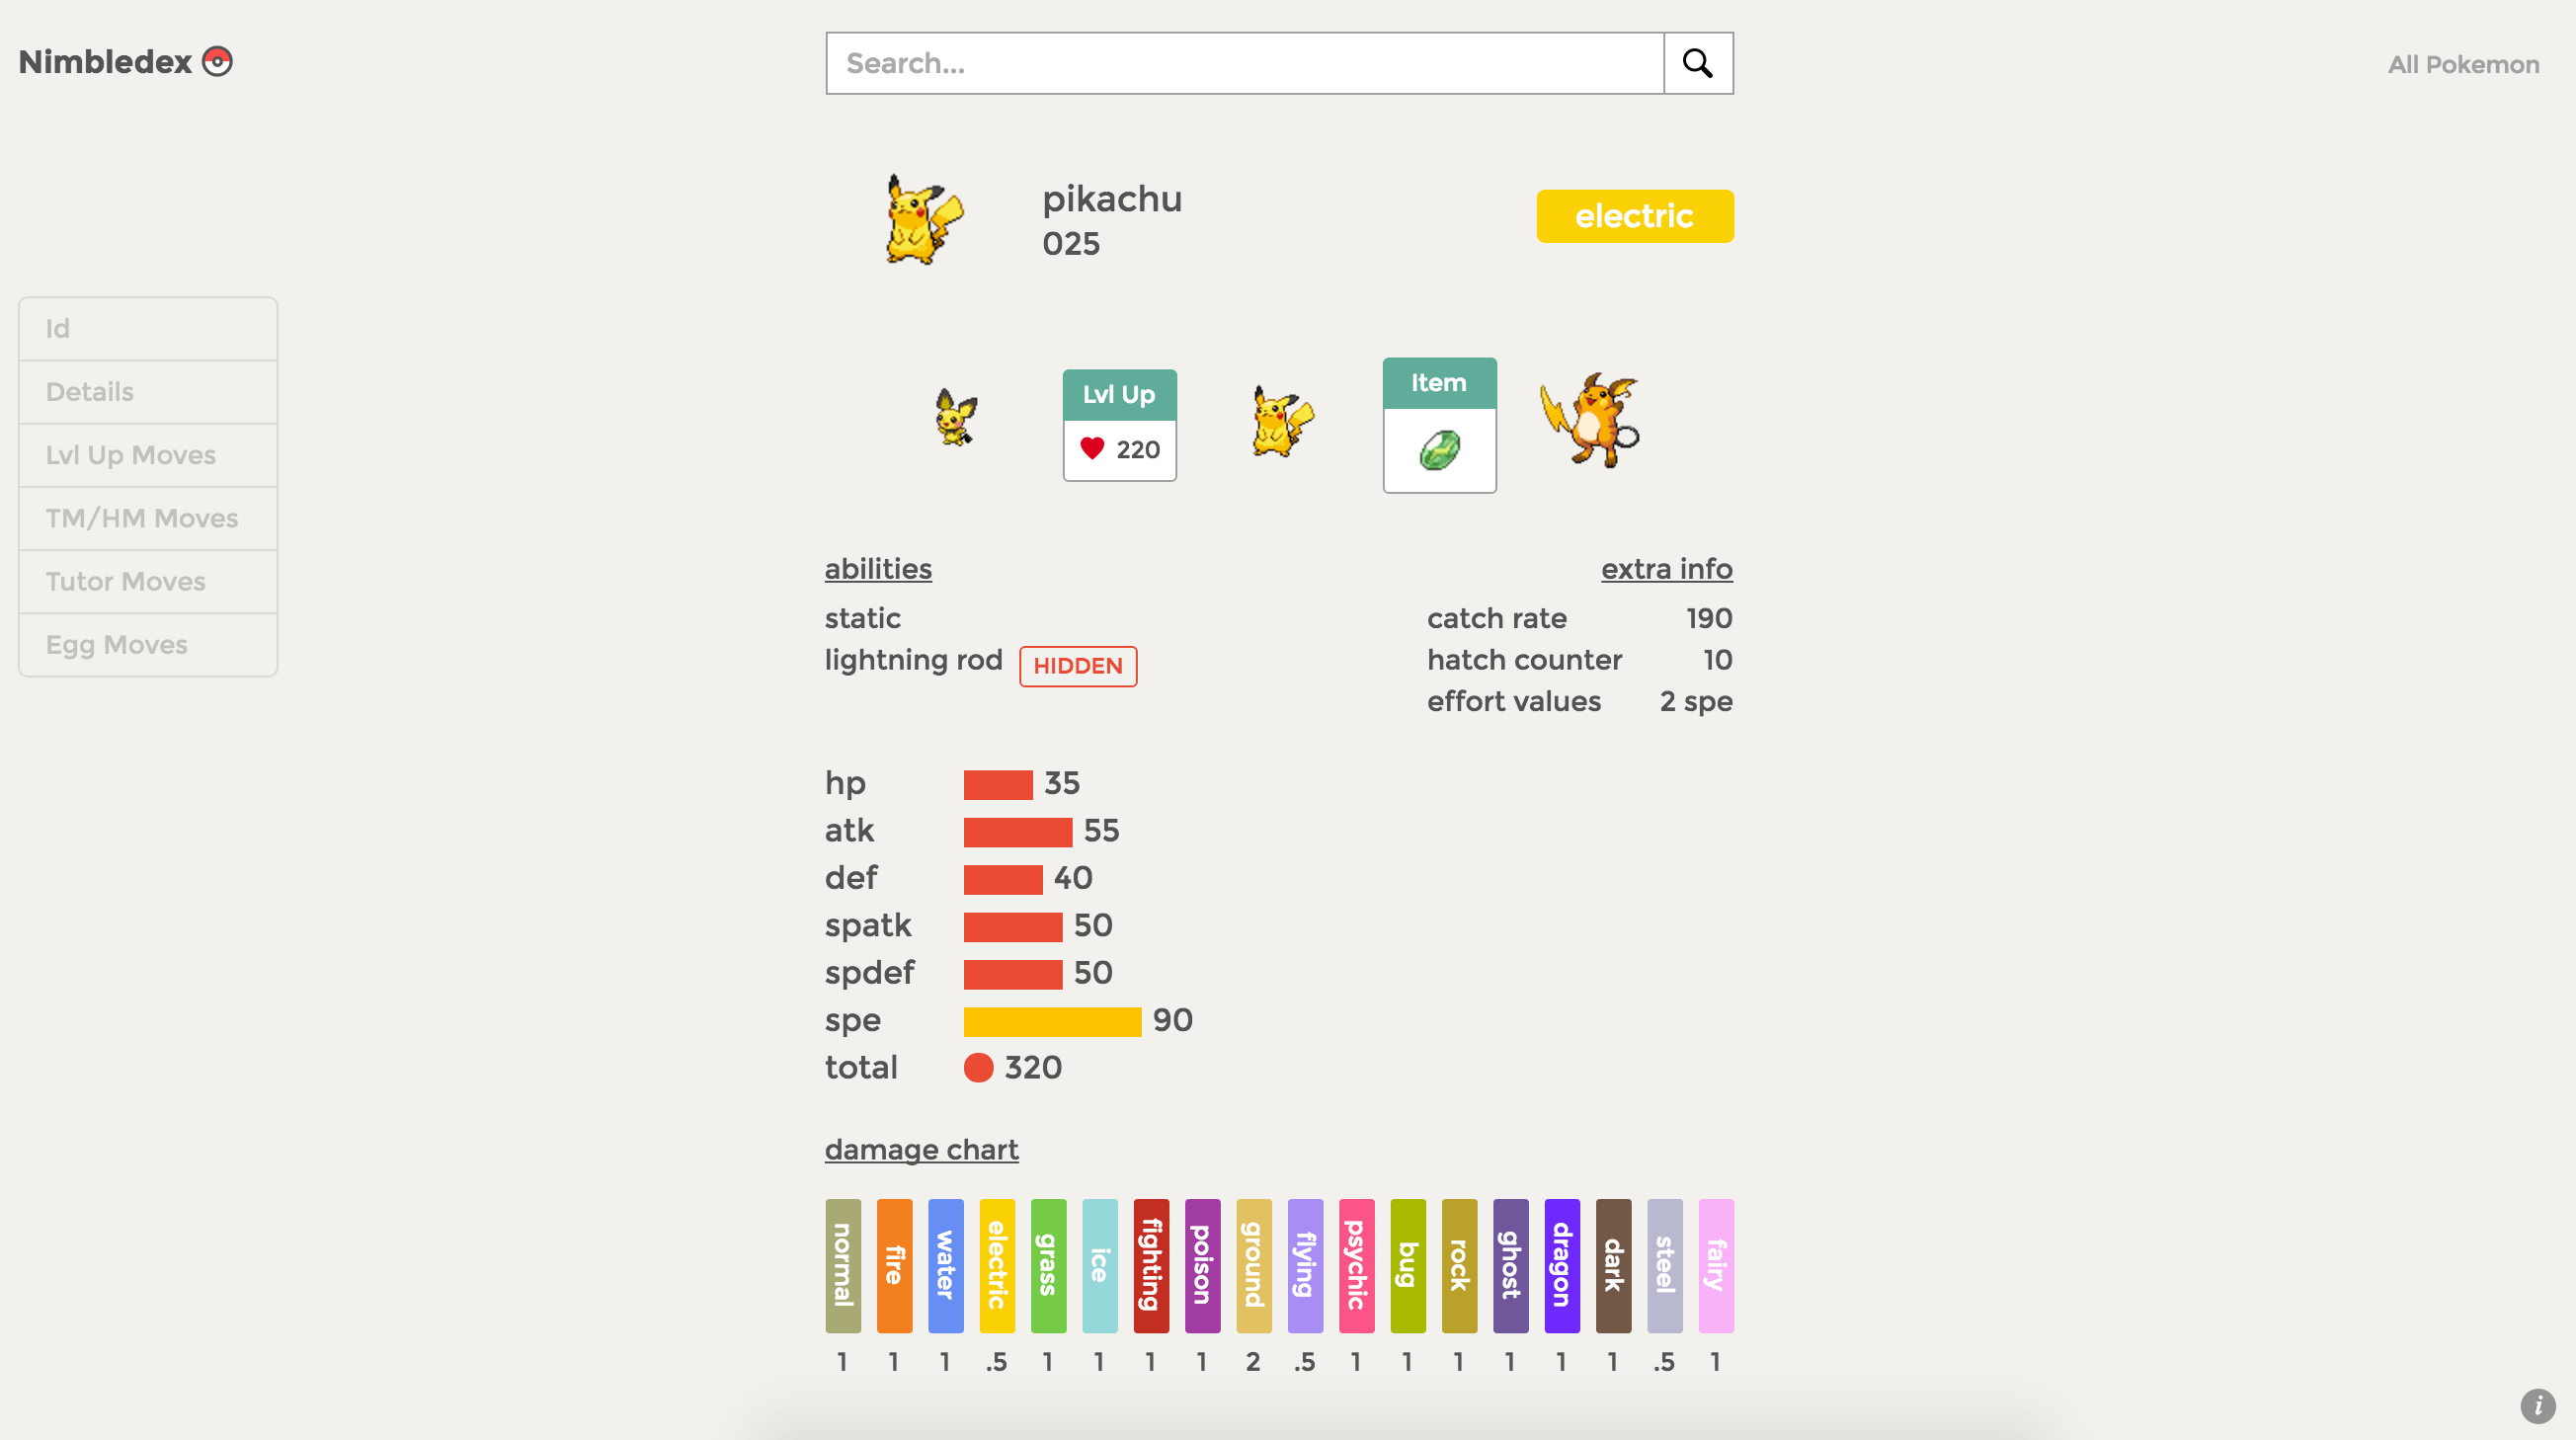 Nimbledex
Search...
All Pokemon
pikachu
025
electric
Id
Details
Lvl Up Moves
TM/HM Moves
Tutor Moves
Egg Moves
Lvl Up
220
Item
abilities
static
lightning rod HIDDEN
extra info
catch rate 190
hatch counter 10
effort values 2 spe
hp 35
atk 55
def 40
spatk 50
spdef 50
spe 90
total 320
damage chart
normal fire water electric grass ice fighting poison ground flying psychic bug rock ghost dragon dark steel fairy
1 1 1 .5 1 1 1 1 2 .5 1 1 1 1 1 1 .5 1
i